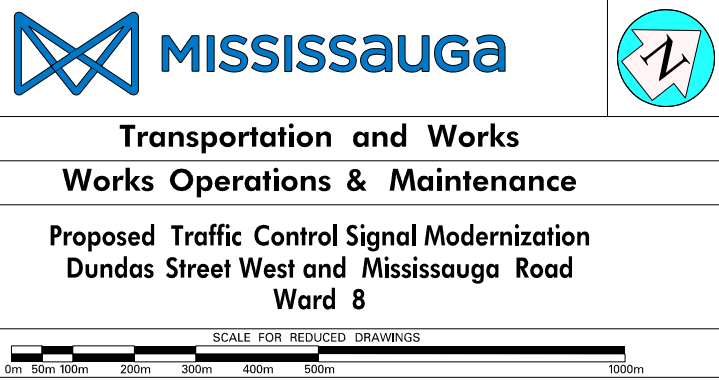 MISSISSauGa
N
Transportation and Works
Works Operations & Maintenance
Proposed Traffic Control Signal Modernization
Dundas Street West and Mississauga Road
Ward 8
SCALE FOR REDUCED DRAWINGS
0m 50m 100m 200m 300m 400m 500m 1000m